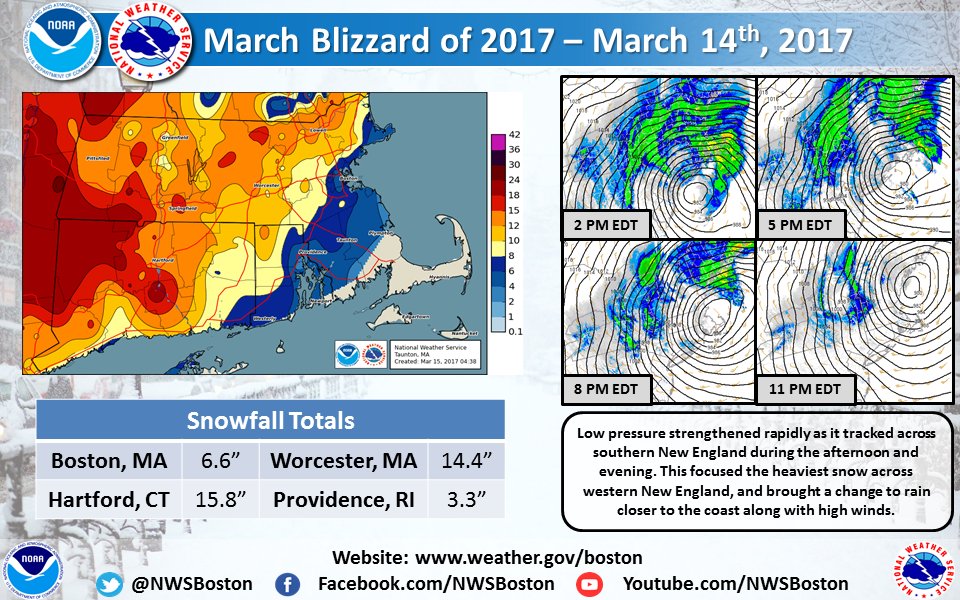 NOAA
NATIONAL WEATHER SERVICE
March Blizzard of 2017 – March 14th, 2017
Greenfield
Lowell
Pittsfield
Worcester
Boston
Springfield
Plymouth
Taunton
Hartford
Providence
Hyannis
Newport
Westerly
Edgartown
Nantucket
National Weather Service
Taunton, MA
Created: Mar 15, 2017 04:38
42
36
30
24
18
15
12
10
8
6
4
2
1
0.1
2 PM EDT
5 PM EDT
8 PM EDT
11 PM EDT
Snowfall Totals
Boston, MA 6.6” Worcester, MA 14.4”
Hartford, CT 15.8” Providence, RI 3.3”
Low pressure strengthened rapidly as it tracked across
southern New England during the afternoon and
evening. This focused the heaviest snow across
western New England, and brought a change to rain
closer to the coast along with high winds.
Website: www.weather.gov/boston
NOAA
@NWSBoston Facebook.com/NWSBoston Youtube.com/NWSBoston
NATIONAL WEATHER SERVICE